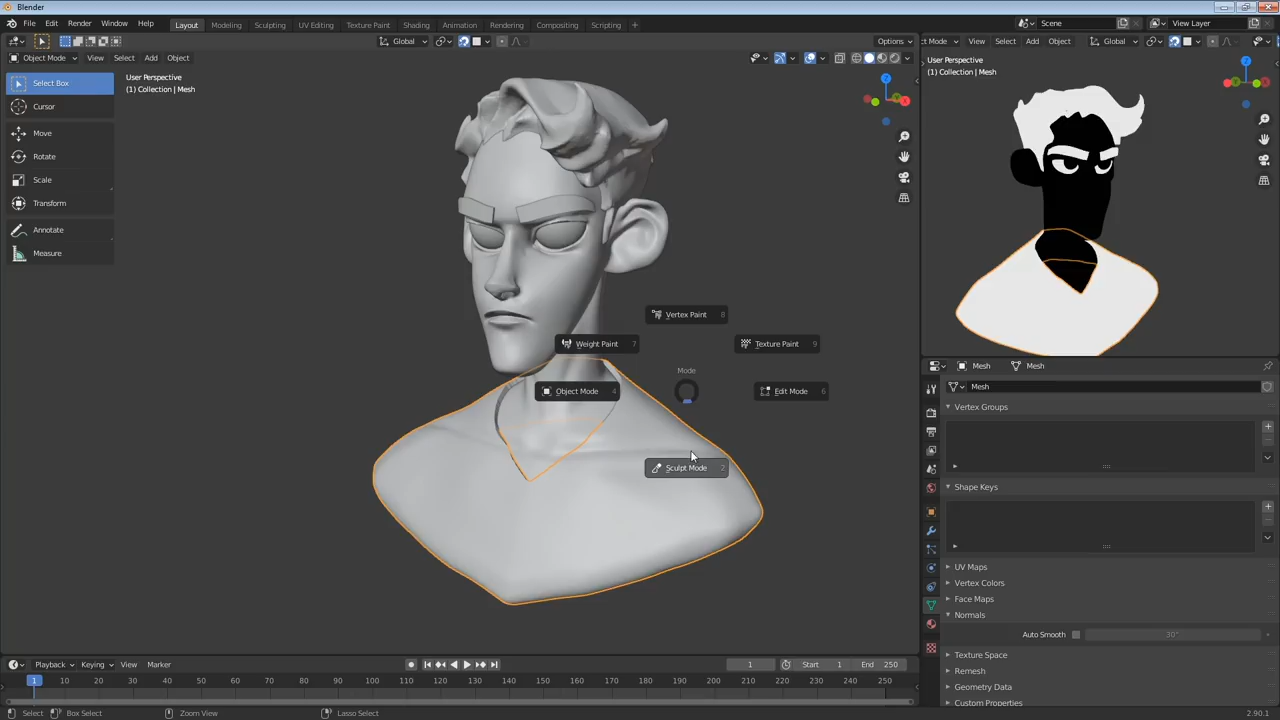 Blender
File Edit Render Window Help Layout Modeling Sculpting UV Editing Texture Paint Shading Animation Rendering Compositing Scripting + Scene View Layer
Global Options
Object Mode View Select Add Object
ct Mode View Select Add Object Global
User Perspective
(1) Collection | Mesh
User Perspective
(1) Collection | Mesh
Select Box
Cursor
Move
Rotate
Scale
Transform
Annotate
Measure
Vertex Paint 8
Weight Paint 7
Texture Paint 9
Mode
Object Mode 4
Edit Mode 6
Sculpt Mode 2
Mesh Mesh
Mesh
Vertex Groups
Shape Keys
UV Maps
Vertex Colors
Face Maps
Normals
Auto Smooth 30°
Texture Space
Remesh
Geometry Data
Custom Properties
Playback Keying View Marker 1 Start 1 End 250
1 10 20 30 40 50 60 70 80 90 100 110 120 130 140 150 160 170 180 190 200 210 220 230 240 250
Select Box Select Zoom View Lasso Select 2.90.1